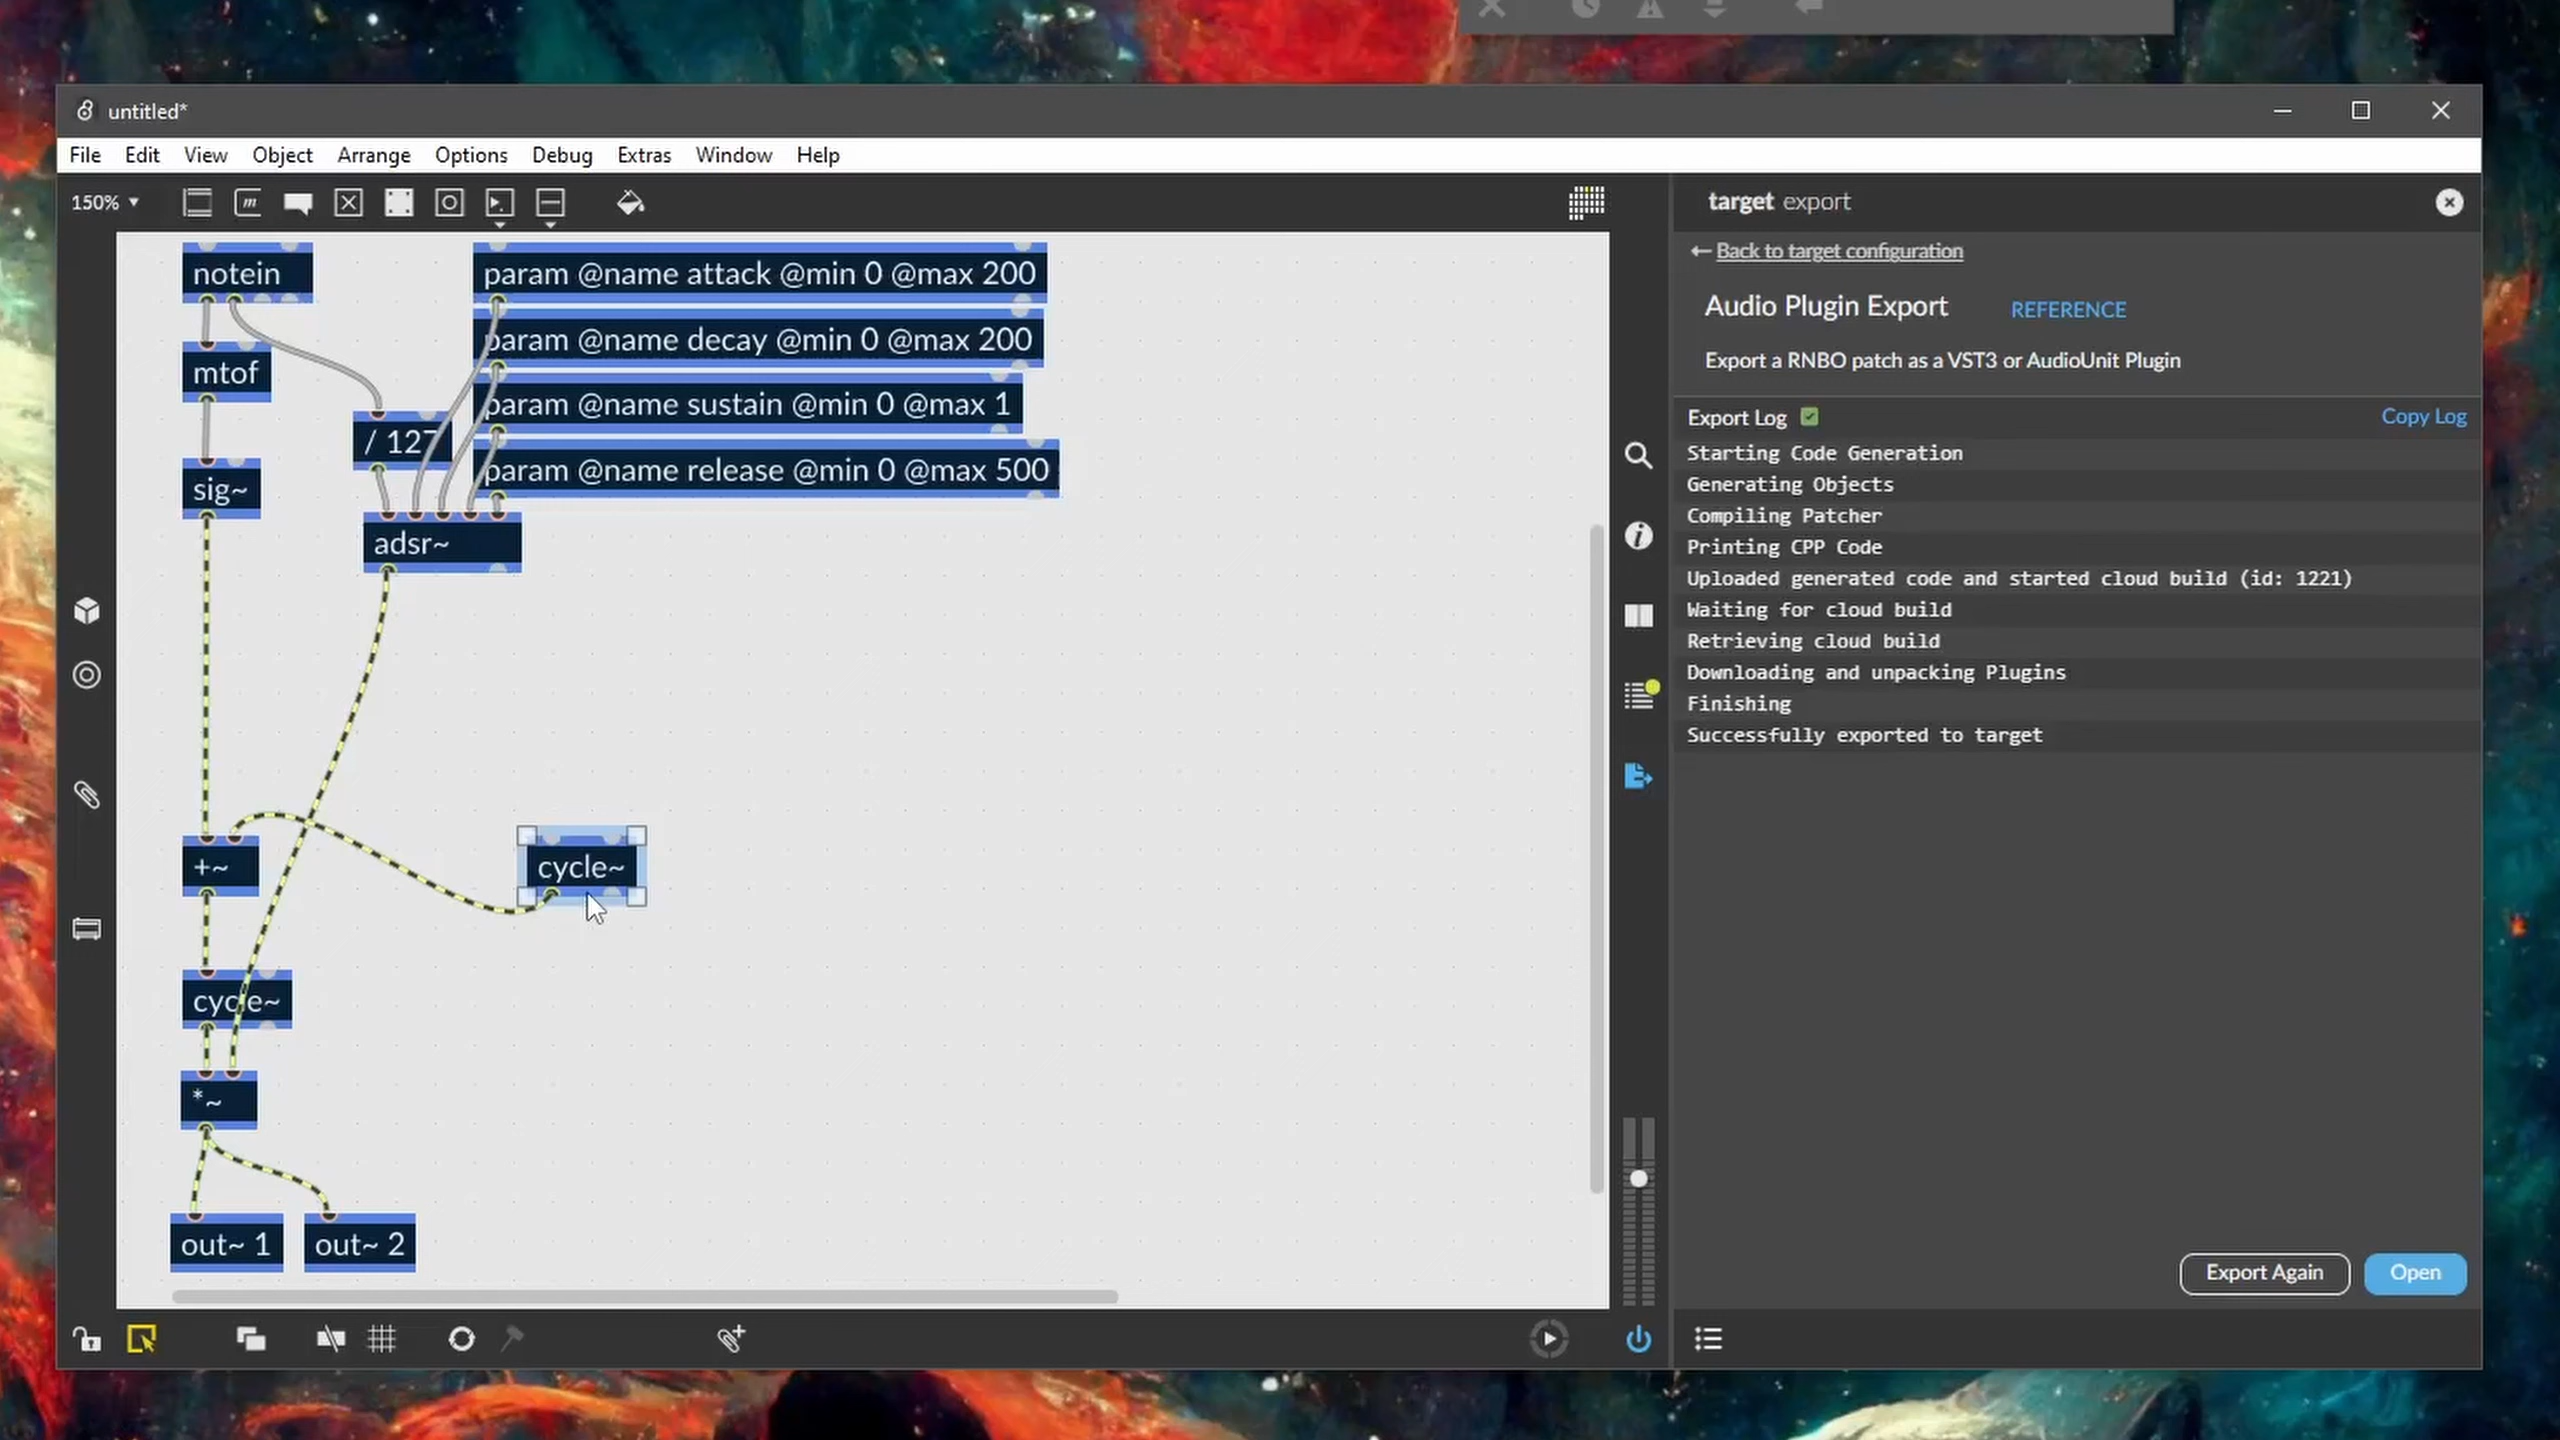 untitled*
File Edit View Object Arrange Options Debug Extras Window Help
150%
notein
mtof
sig~
/ 127
param @name attack @min 0 @max 200
param @name decay @min 0 @max 200
param @name sustain @min 0 @max 1
param @name release @min 0 @max 500
adsr~
+~
cycle~
cycle~
*~
out~ 1
out~ 2
target export
Back to target configuration
Audio Plugin Export REFERENCE
Export a RNBO patch as a VST3 or AudioUnit Plugin
Export Log Copy Log
Starting Code Generation
Generating Objects
Compiling Patcher
Printing CPP Code
Uploaded generated code and started cloud build (id: 1221)
Waiting for cloud build
Retrieving cloud build
Downloading and unpacking Plugins
Finishing
Successfully exported to target
Export Again Open